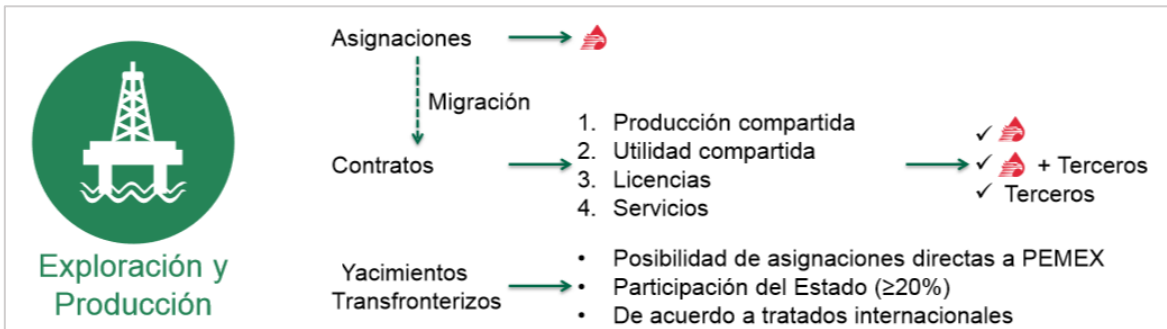 Asignaciones
Migración
Contratos
1. Producción compartida
2. Utilidad compartida
3. Licencias
4. Servicios
✓
✓ + Terceros
✓ Terceros
Exploración y
Producción
Yacimientos
Transfronterizos
• Posibilidad de asignaciones directas a PEMEX
• Participación del Estado (≥20%)
• De acuerdo a tratados internacionales